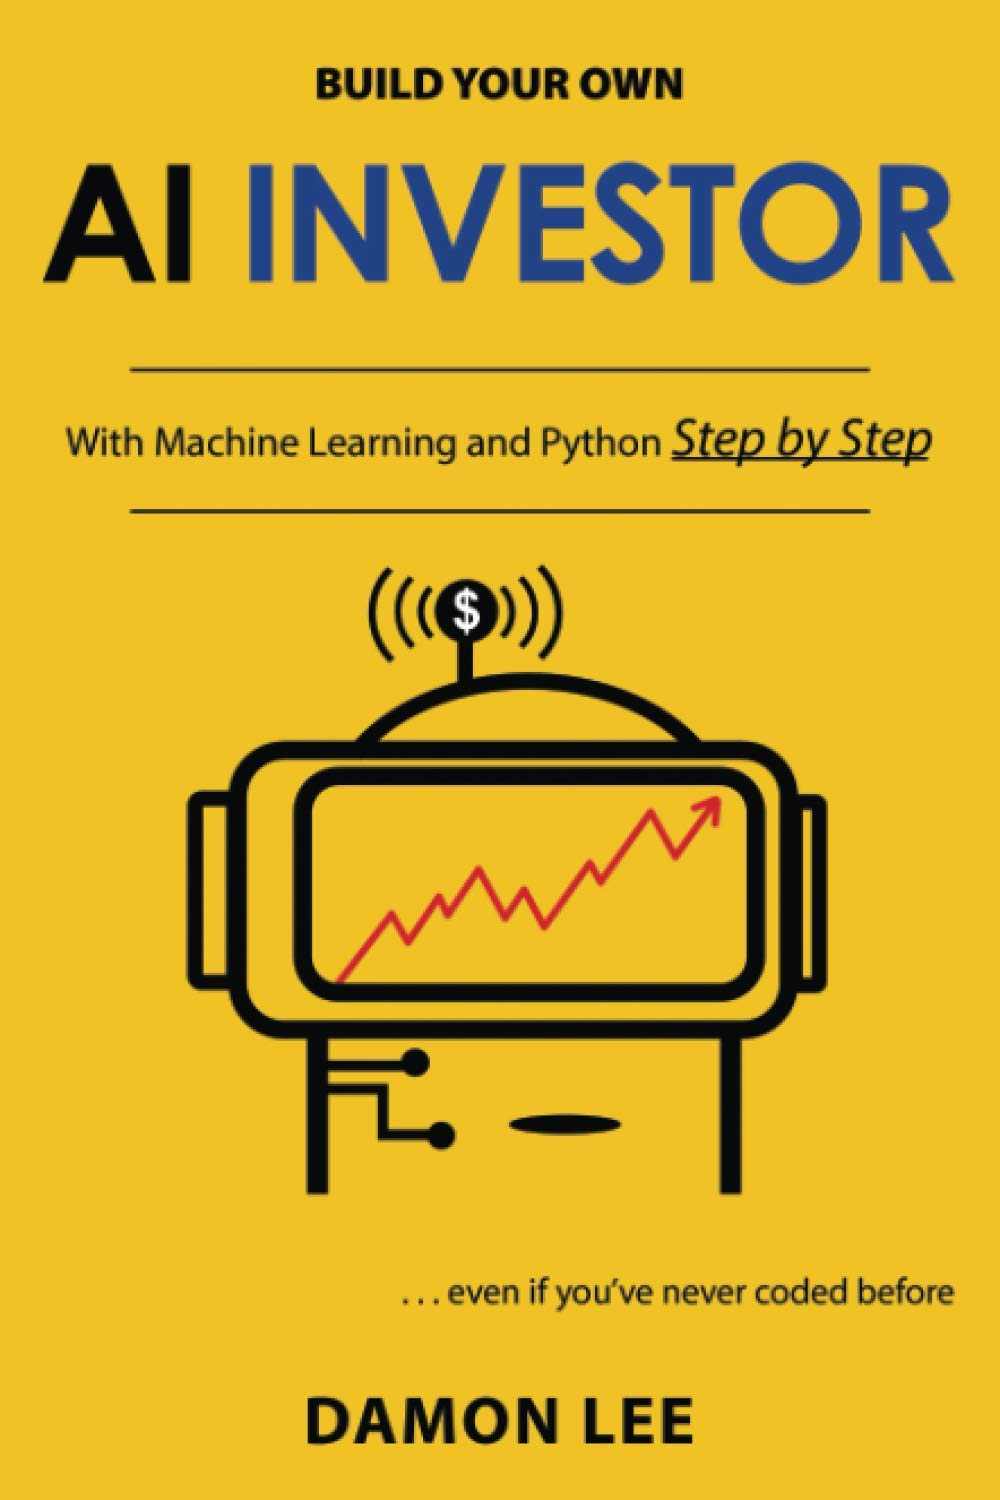 BUILD YOUR OWN
AI INVESTOR
With Machine Learning and Python Step by Step
$
...even if you've never coded before
DAMON LEE